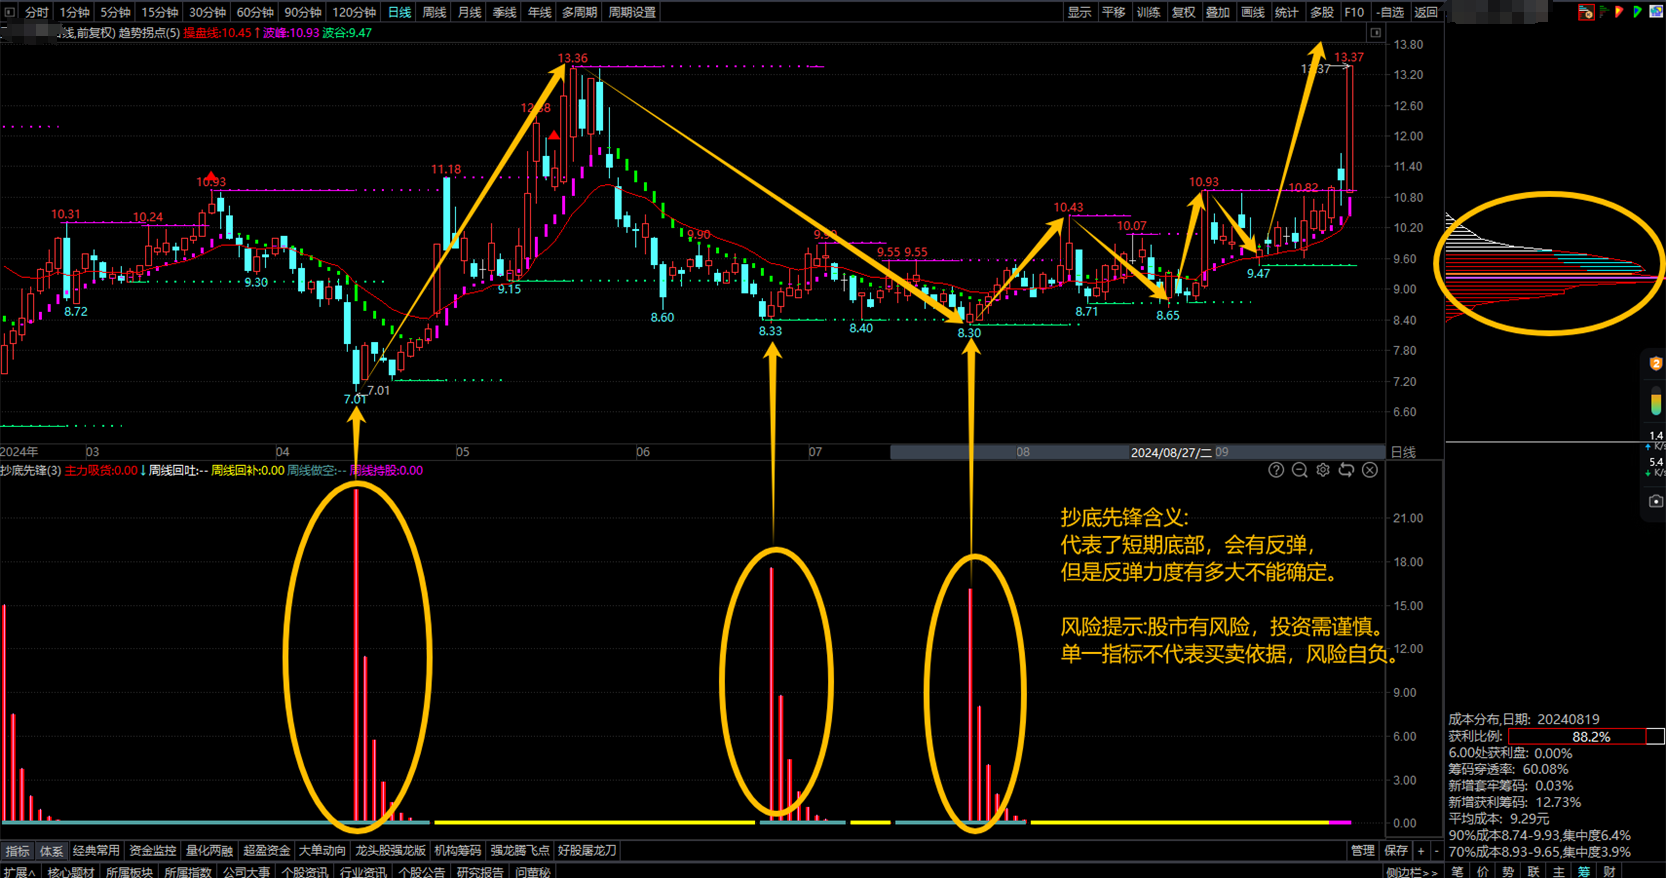 分时 1分钟 5分钟 15分钟 30分钟 60分钟 90分钟 120分钟 日线 周线 月线 季线 年线 多周期 周期设置 显示 平移 训练 复权 叠加 画线 统计 多股 F10 -自选 返回
线,前复权) 趋势拐点(5) 操盘线:10.45↑ 波峰:10.93 波谷:9.47
13.80
13.20
12.60
12.00
11.40
10.80
10.20
9.60
9.00
8.40
7.80
7.20
6.60
10.31
8.72
10.24
10.93
9.30
7.01
7.01
11.18
9.15
13.36
8.60
9.90
8.33
8.40
9.55 9.55
8.30
10.43
8.71
10.07
8.65
10.93
9.47
10.82
13.37
13.37
2024年 03 04 05 06 07 08 2024/08/27/二 09 日线
抄底先锋(3) 主力吸货:0.00↓ 周线回吐:-- 周线回补:0.00 周线做空:-- 周线持股:0.00
21.00
18.00
15.00
12.00
9.00
6.00
3.00
0.00
抄底先锋含义:
代表了短期底部，会有反弹，
但是反弹力度有多大不能确定。
风险提示:股市有风险，投资需谨慎。
单一指标不代表买卖依据，风险自负。
2
1.4
K/s
5.4
K/s
成本分布,日期: 20240819
获利比例: 88.2%
6.00处获利盘: 0.00%
筹码穿透率: 60.08%
新增套牢筹码: 0.03%
新增获利筹码: 12.73%
平均成本: 9.29元
90%成本8.74-9.93,集中度6.4%
70%成本8.93-9.65,集中度3.9%
指标 体系 经典常用 资金监控 量化两融 超盈资金 大单动向 龙头股强龙版 机构筹码 强龙腾飞点 好股屠龙刀 管理 保存 + -
扩展∧ 核心题材 所属板块 所属指数 公司大事 个股资讯 行业资讯 个股公告 研究报告 问董秘 侧边栏>> 笔 价 势 联 主 筹 财